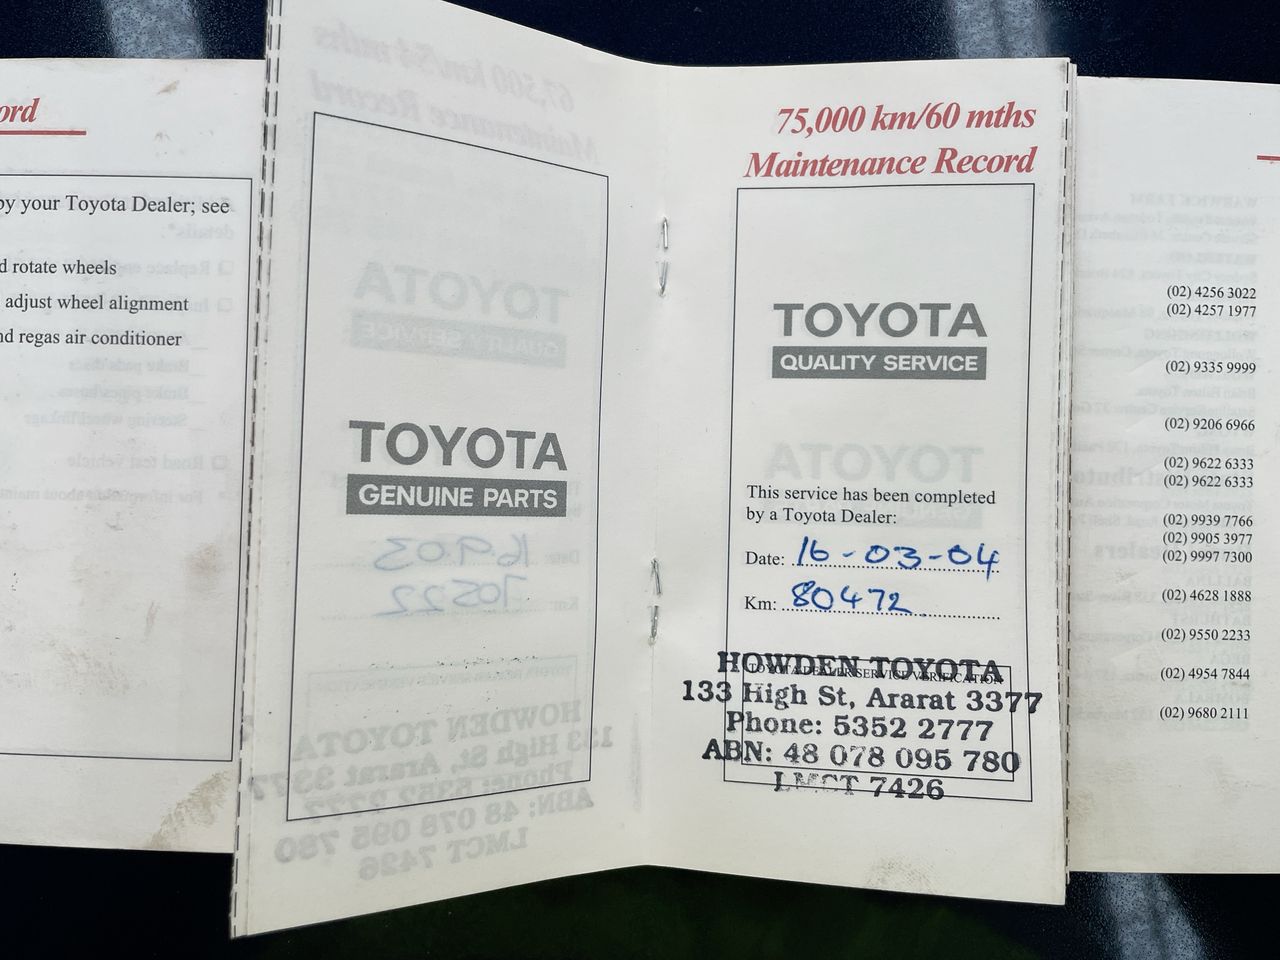 ord
by your Toyota Dealer; see
d rotate wheels
adjust wheel alignment
nd regas air conditioner
TOYOTA
GENUINE PARTS
75,000 km/60 mths
Maintenance Record
TOYOTA
QUALITY SERVICE
This service has been completed
by a Toyota Dealer:
Date: 16-03-04
Km: 80472
TOYOTA DEALER SERVICE VERIFICATION
HOWDEN TOYOTA
133 High St, Ararat 3377
Phone: 5352 2777
ABN: 48 078 095 780
LMCT 7426
(02) 4256 3022
(02) 4257 1977
(02) 9335 9999
(02) 9206 6966
(02) 9622 6333
(02) 9622 6333
(02) 9939 7766
(02) 9905 3977
(02) 9997 7300
(02) 4628 1888
(02) 9550 2233
(02) 4954 7844
(02) 9680 2111